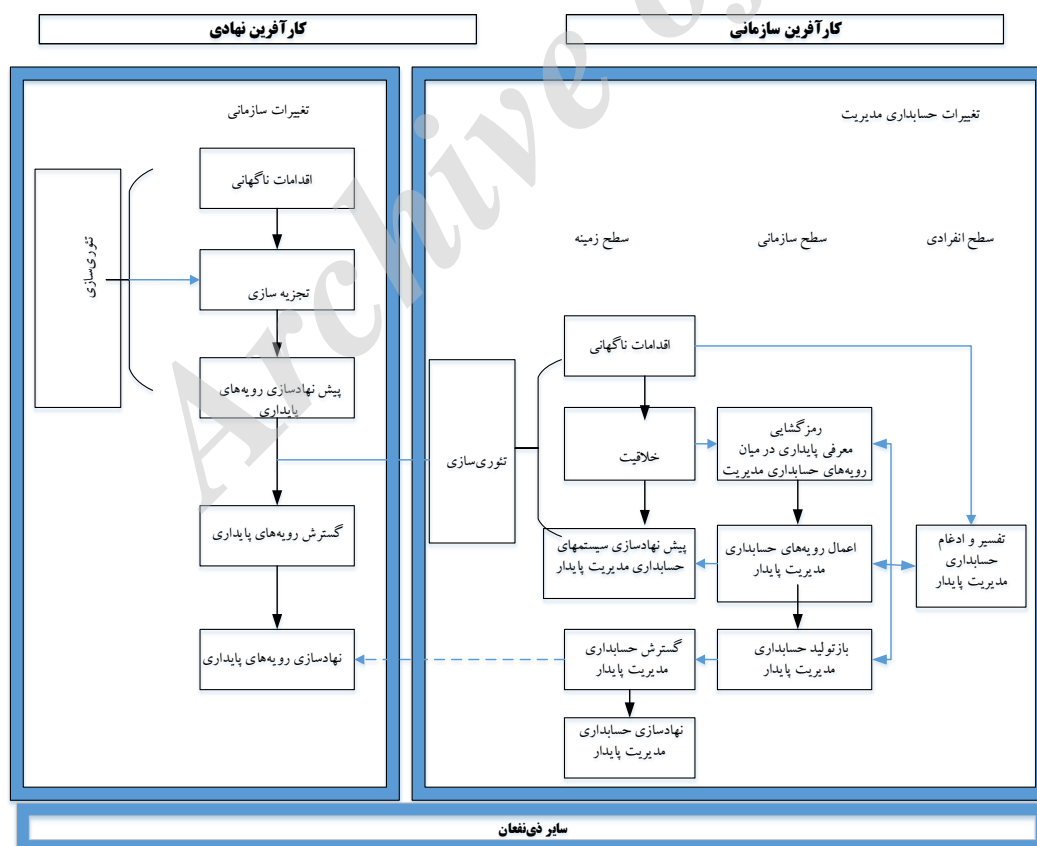 کارآفرین سازمانی
کارآفرین نهادی
تغییرات حسابداری مدیریت
سطح انفرادی
سطح سازمانی
سطح زمینه
اقدامات ناگهانی
خلاقیت
پیش نهادسازی سیستمهای
حسابداری مدیریت پایدار
گسترش حسابداری
مدیریت پایدار
نهادسازی حسابداری
مدیریت پایدار
رمزگشایی
معرفی پایداری در میان
رویه‌های حسابداری مدیریت
اعمال رویه‌های حسابداری
مدیریت پایدار
بازتولید حسابداری
مدیریت پایدار
تفسیر و ادغام
حسابداری
مدیریت پایدار
تئوری‌سازی
تغییرات سازمانی
اقدامات ناگهانی
تجزیه سازی
پیش نهادسازی رویه‌های
پایداری
گسترش رویه‌های پایداری
نهادسازی رویه‌های پایداری
تئوری‌سازی
سایر ذی‌نفعان